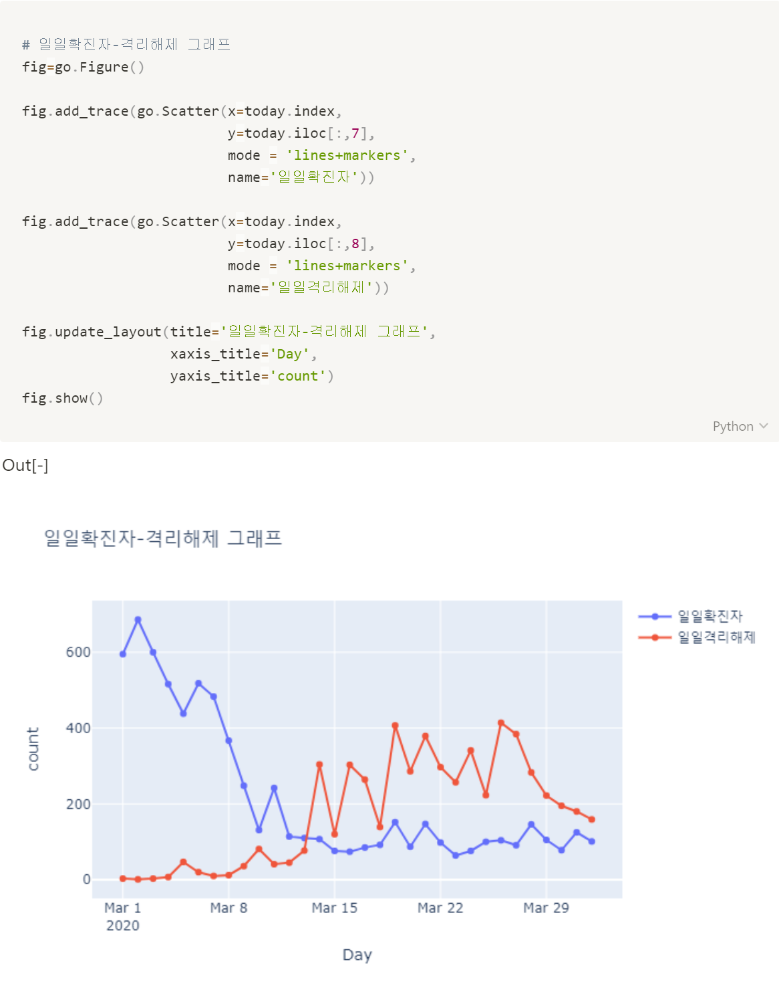 # 일일확진자-격리해제 그래프
fig=go.Figure()
fig.add_trace(go.Scatter(x=today.index,
y=today.iloc[:,7],
mode = 'lines+markers',
name='일일확진자'))
fig.add_trace(go.Scatter(x=today.index,
y=today.iloc[:,8],
mode = 'lines+markers',
name='일일격리해제'))
fig.update_layout(title='일일확진자-격리해제 그래프',
xaxis_title='Day',
yaxis_title='count')
fig.show()
Python
Out[-]
일일확진자-격리해제 그래프
일일확진자
일일격리해제
600
400
200
0
count
Mar 1 Mar 8 Mar 15 Mar 22 Mar 29
2020
Day